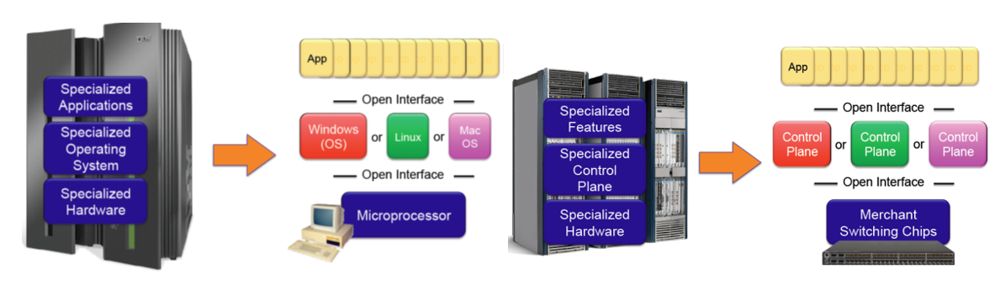 Specialized
Applications
Specialized
Operating
System
Specialized
Hardware
App
Open Interface
Windows
(OS)
or
Linux
or
Mac
OS
Open Interface
Microprocessor
Specialized
Features
Specialized
Control
Plane
Specialized
Hardware
App
Open Interface
Control
Plane
or
Control
Plane
or
Control
Plane
Open Interface
Merchant
Switching Chips